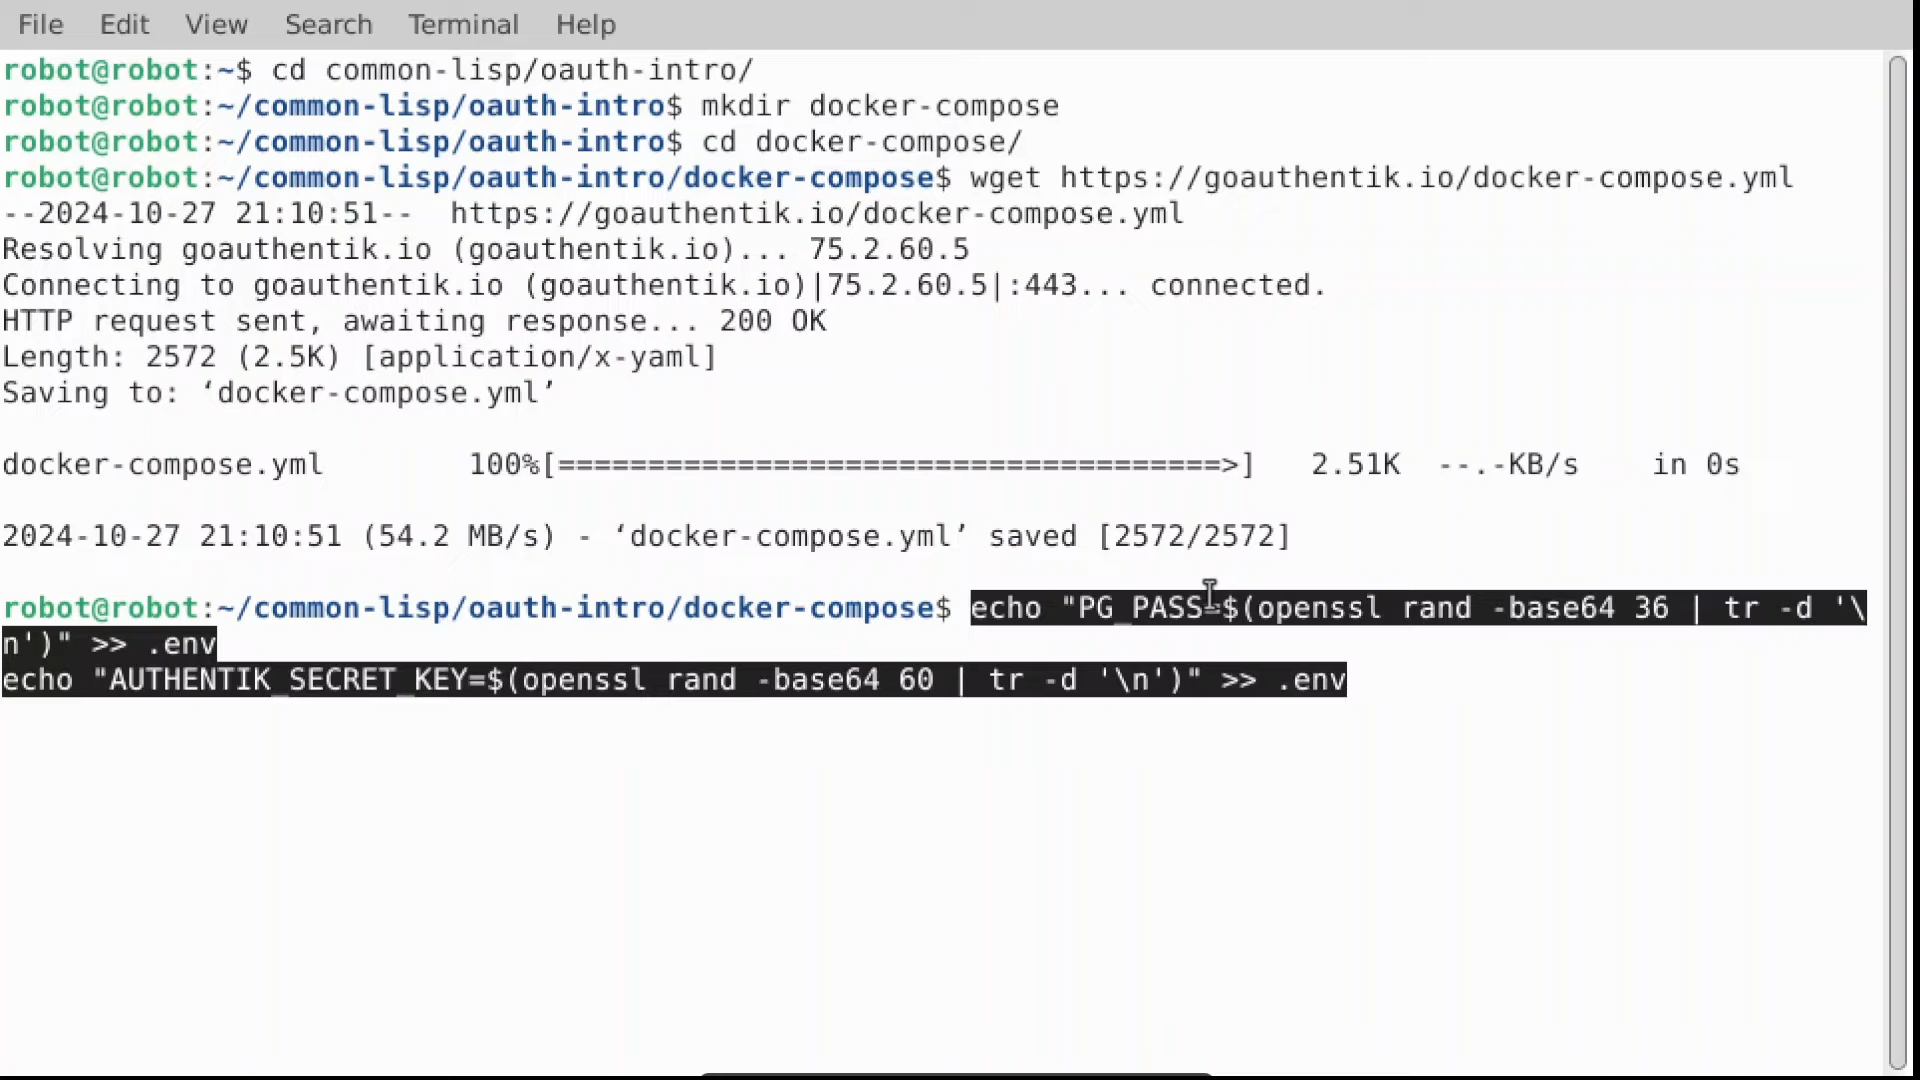 File Edit View Search Terminal Help
robot@robot:~$ cd common-lisp/oauth-intro/
robot@robot:~/common-lisp/oauth-intro$ mkdir docker-compose
robot@robot:~/common-lisp/oauth-intro$ cd docker-compose/
robot@robot:~/common-lisp/oauth-intro/docker-compose$ wget https://goauthentik.io/docker-compose.yml
--2024-10-27 21:10:51--  https://goauthentik.io/docker-compose.yml
Resolving goauthentik.io (goauthentik.io)... 75.2.60.5
Connecting to goauthentik.io (goauthentik.io)|75.2.60.5|:443... connected.
HTTP request sent, awaiting response... 200 OK
Length: 2572 (2.5K) [application/x-yaml]
Saving to: ‘docker-compose.yml’
docker-compose.yml        100%[=====================================>]   2.51K  --.-KB/s    in 0s
2024-10-27 21:10:51 (54.2 MB/s) - ‘docker-compose.yml’ saved [2572/2572]
robot@robot:~/common-lisp/oauth-intro/docker-compose$ echo "PG_PASS=$(openssl rand -base64 36 | tr -d '\
n')" >> .env
echo "AUTHENTIK_SECRET_KEY=$(openssl rand -base64 60 | tr -d '\n')" >> .env